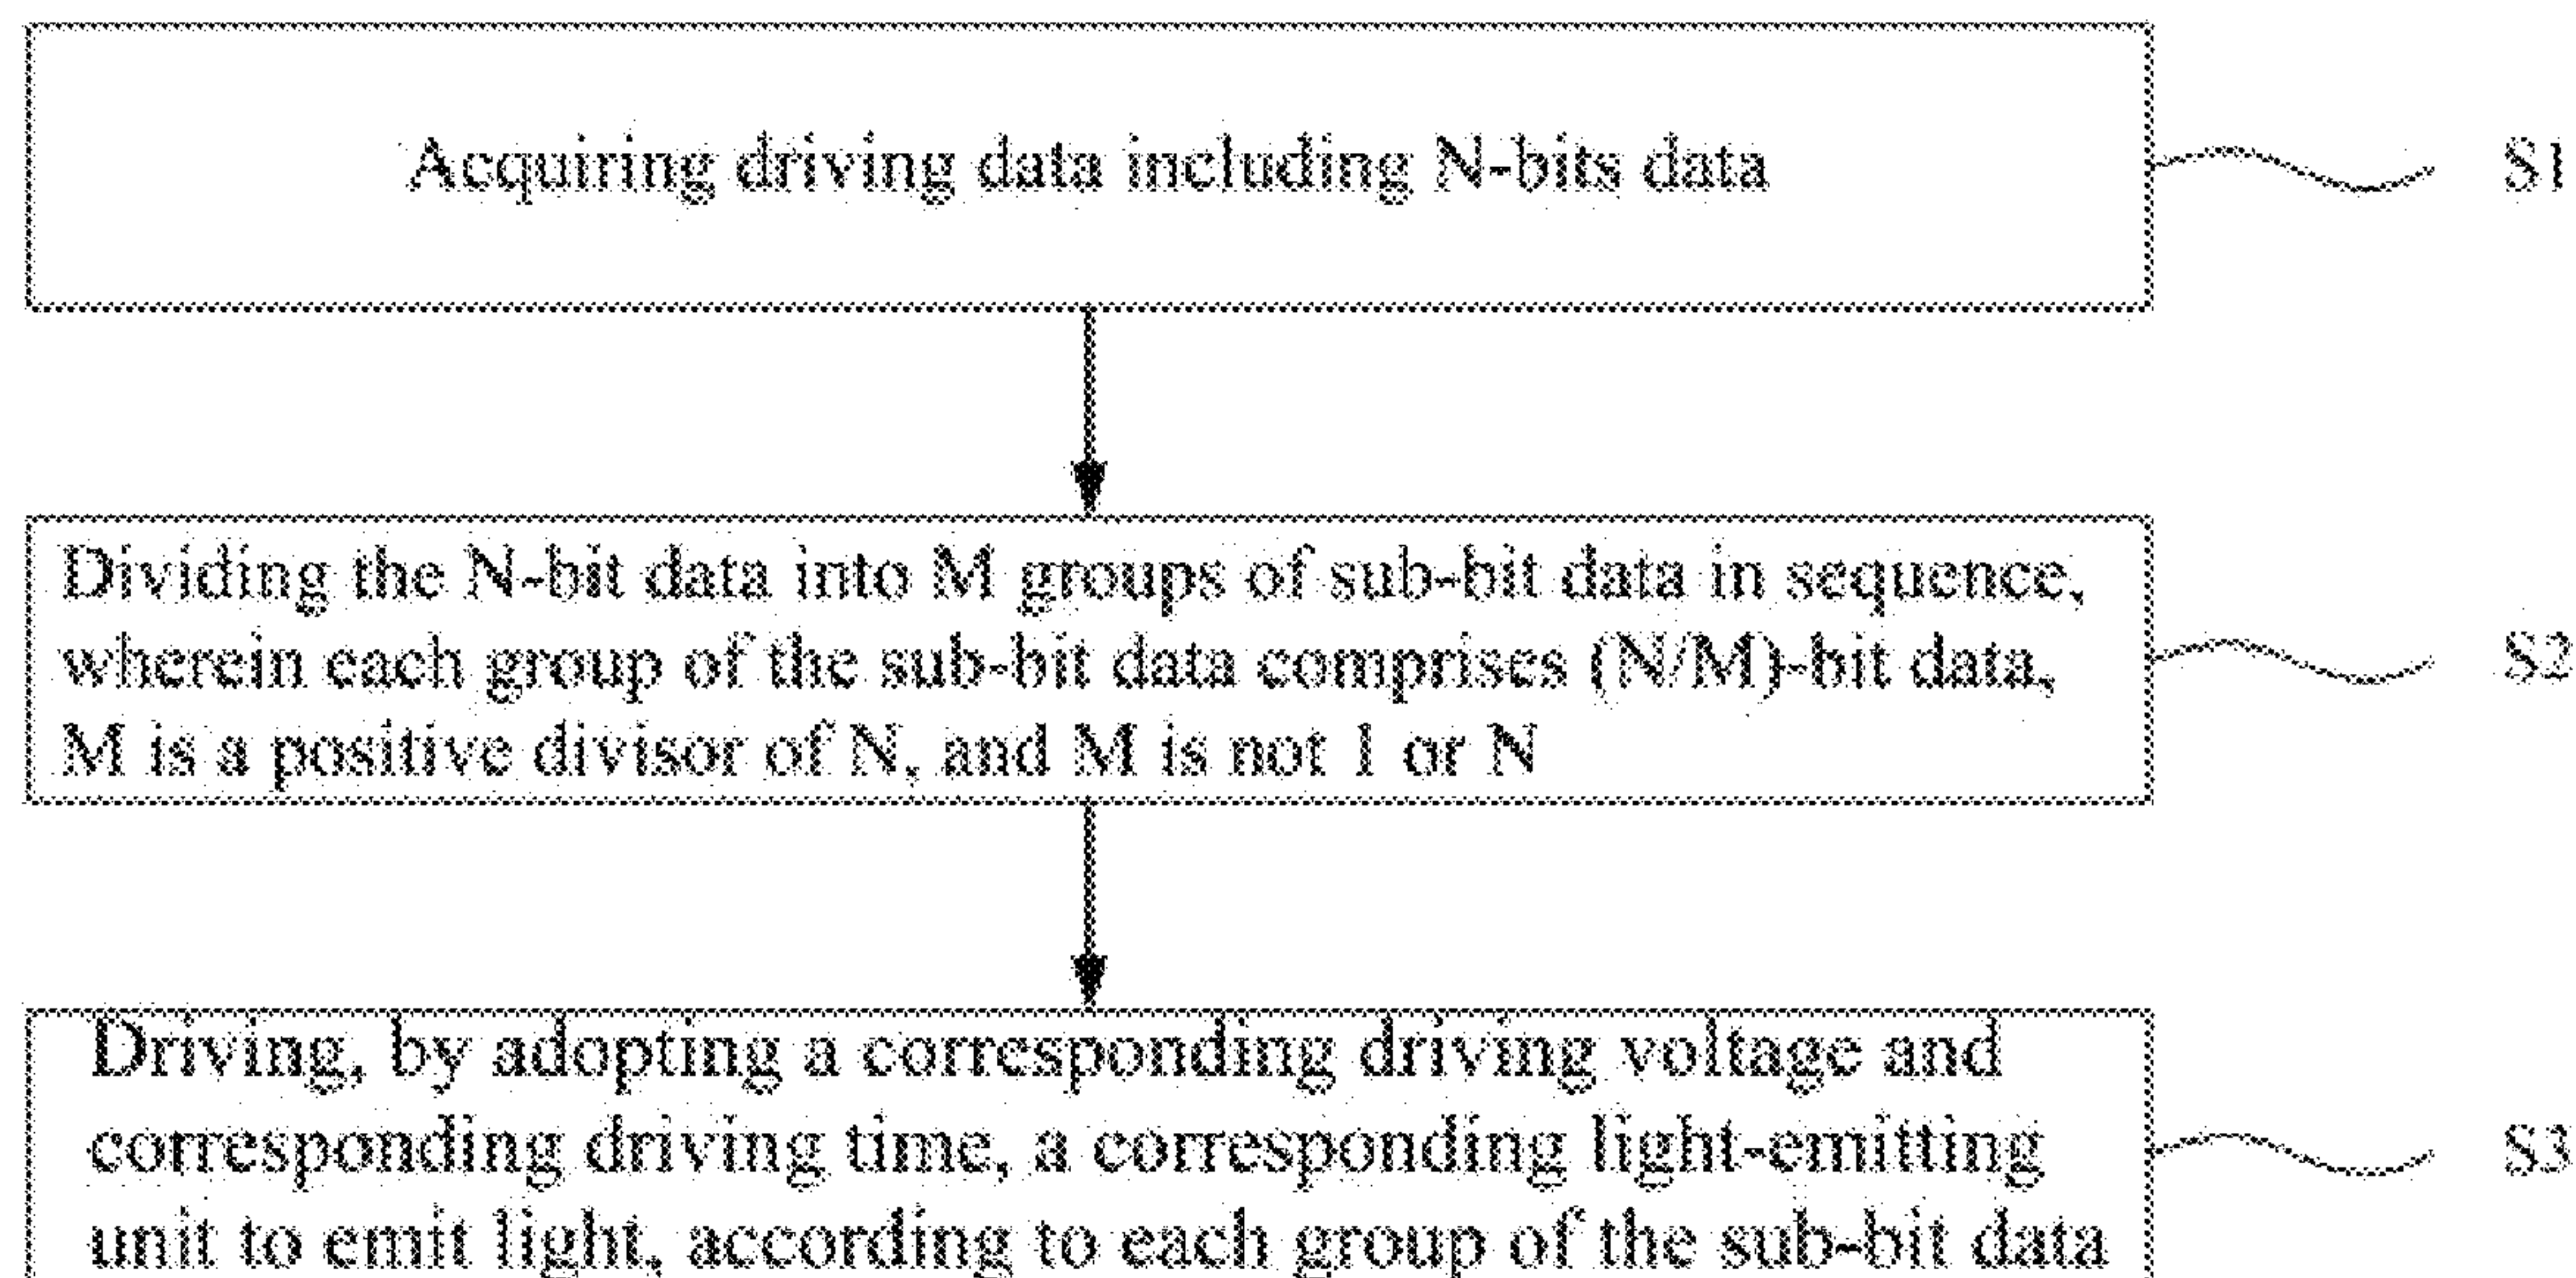 Acquiring driving data including N-bits data
S1
Dividing the N-bit data into M groups of sub-bit data in sequence,
wherein each group of the sub-bit data comprises (N/M)-bit data,
M is a positive divisor of N, and M is not 1 or N
S2
Driving, by adopting a corresponding driving voltage and
corresponding driving time, a corresponding light-emitting
unit to emit light, according to each group of the sub-bit data
S3